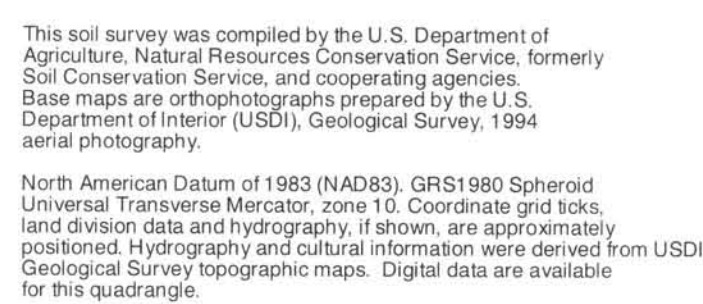 This soil survey was compiled by the U.S. Department of
Agriculture, Natural Resources Conservation Service, formerly
Soil Conservation Service, and cooperating agencies.
Base maps are orthophotographs prepared by the U.S.
Department of Interior (USDI), Geological Survey, 1994
aerial photography.

North American Datum of 1983 (NAD83). GRS1980 Spheroid
Universal Transverse Mercator, zone 10. Coordinate grid ticks,
land division data and hydrography, if shown, are approximately
positioned. Hydrography and cultural information were derived from USDI
Geological Survey topographic maps. Digital data are available
for this quadrangle.